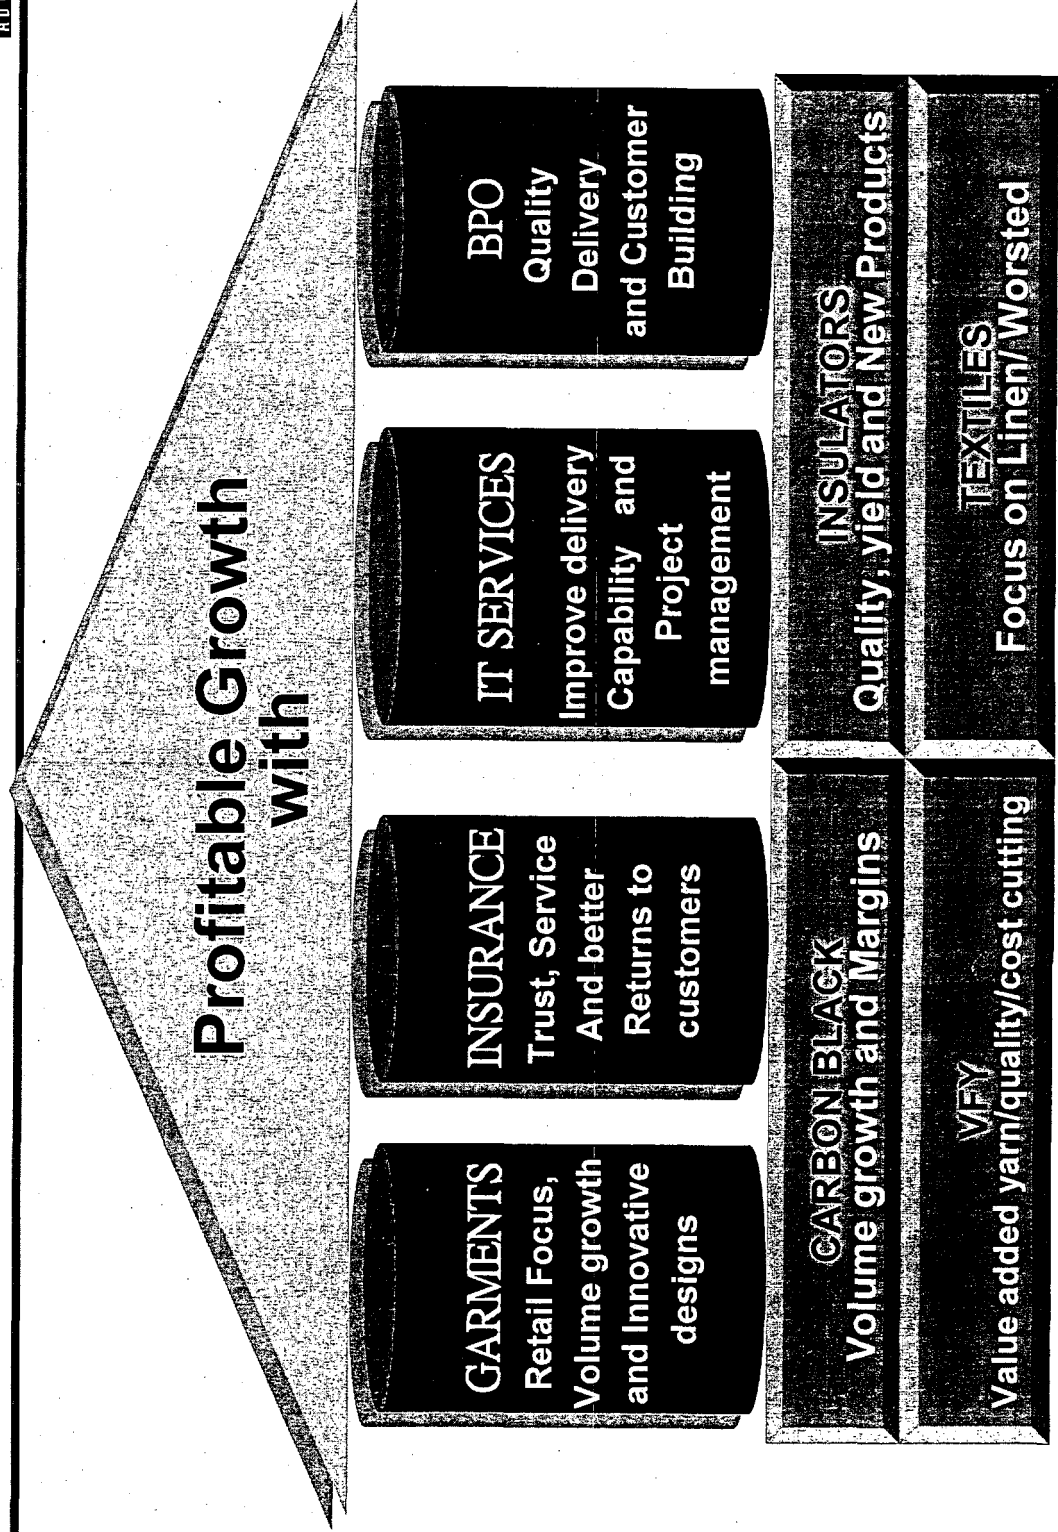 Profitable Growth
with
GARMENTS
Retail Focus,
Volume growth
and Innovative
designs
INSURANCE
Trust, Service
And better
Returns to
customers
IT SERVICES
Improve delivery
Capability and
Project
management
BPO
Quality
Delivery
and Customer
Building
CARBON BLACK
Volume growth and Margins
INSULATORS
Quality, yield and New Products
VFY
Value added yarn/quality/cost cutting
TEXTILES
Focus on Linen/Worsted